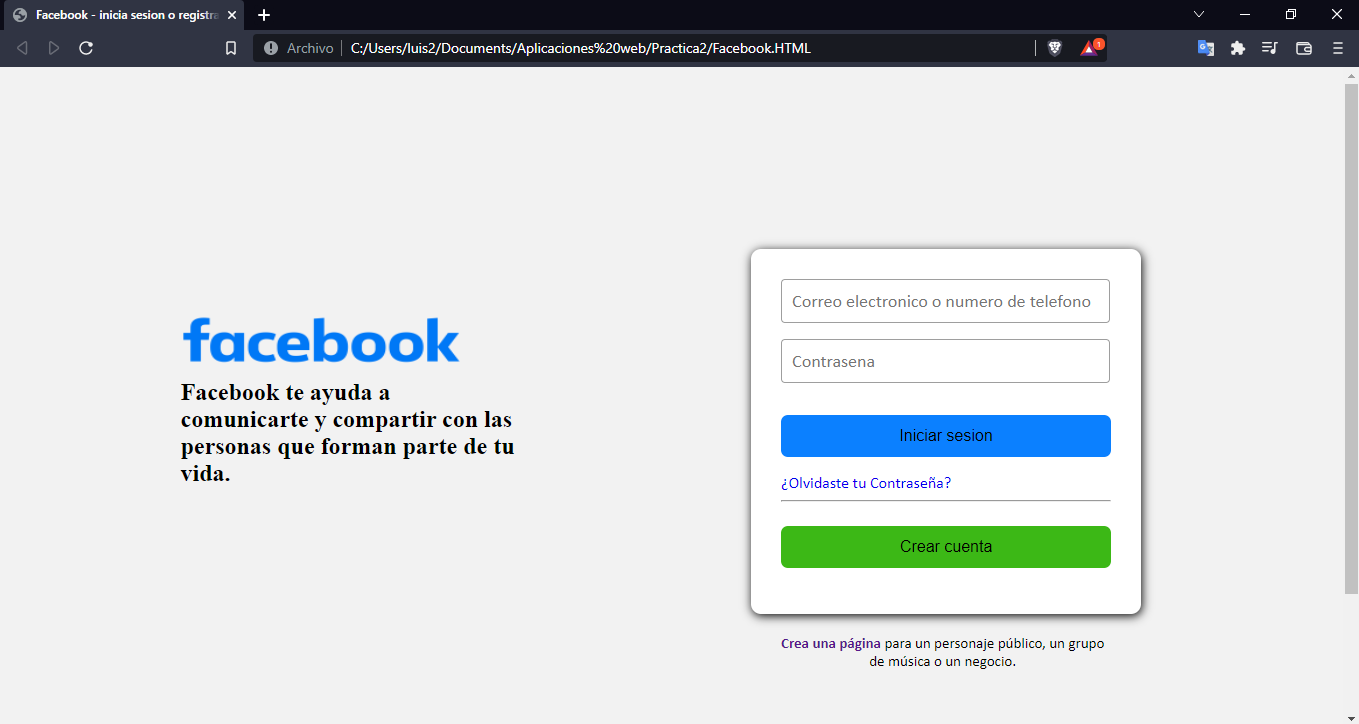 Facebook - inicia sesion o registra
Archivo C:/Users/luis2/Documents/Aplicaciones%20web/Practica2/Facebook.HTML
1
facebook
Facebook te ayuda a
comunicarte y compartir con las
personas que forman parte de tu
vida.
Correo electronico o numero de telefono
Contrasena
Iniciar sesion
¿Olvidaste tu Contraseña?
Crear cuenta
Crea una página para un personaje público, un grupo
de música o un negocio.